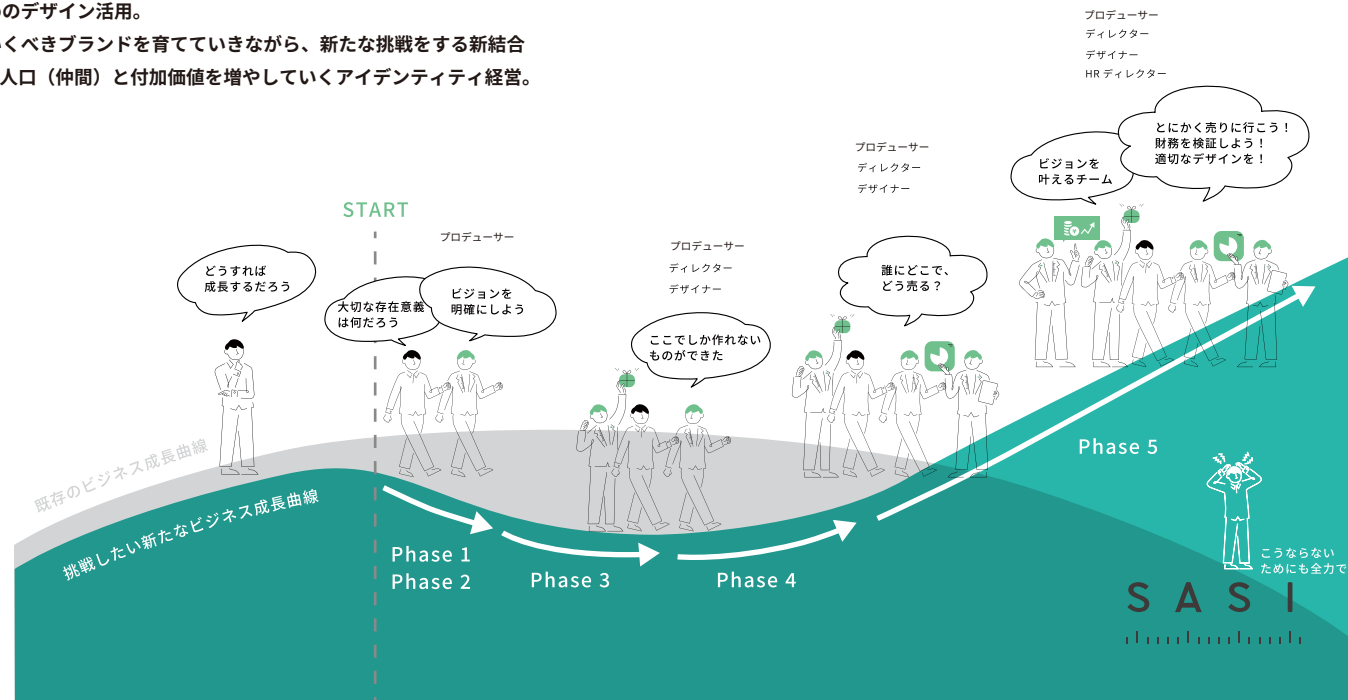 のデザイン活用。
くべきブランドを育てていきながら、新たな挑戦をする新結合
人口（仲間）と付加価値を増やしていくアイデンティティ経営。
プロデューサー
ディレクター
デザイナー
HR ディレクター
とにかく売りに行こう！
財務を検証しよう！
適切なデザインを！
ビジョンを
叶えるチーム
プロデューサー
ディレクター
デザイナー
誰にどこで、
どう売る？
START
プロデューサー
どうすれば
成長するだろう
大切な存在意義
は何だろう
ビジョンを
明確にしよう
プロデューサー
ディレクター
デザイナー
ここでしか作れない
ものができた
既存のビジネス成長曲線
挑戦したい新たなビジネス成長曲線
Phase 1
Phase 2
Phase 3
Phase 4
Phase 5
こうならない
ためにも全力で
SASI